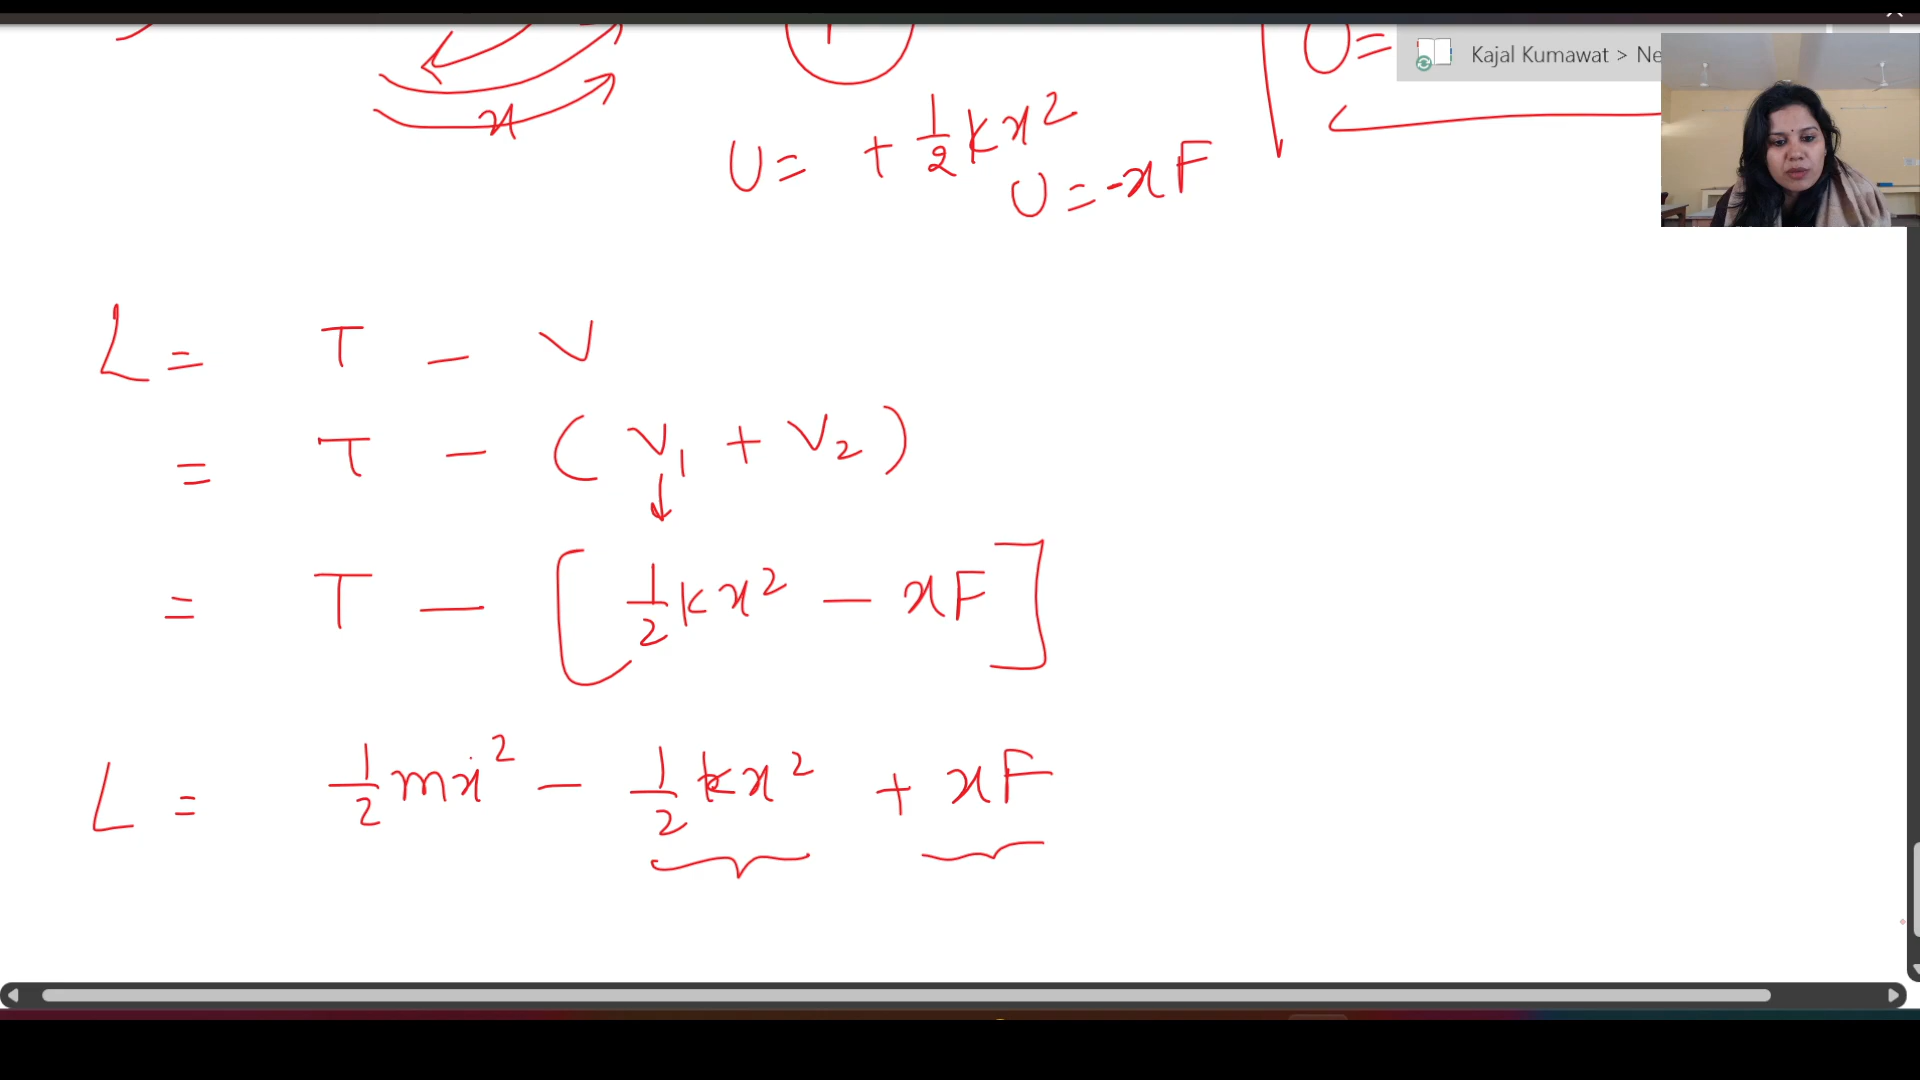 U=
Kajal Kumawat > Ne
x
U = + 1/2 kx²
U = -xF
L = T - V
= T - ( V₁ + V₂ )
= T - [ 1/2 kx² - xF ]
L = 1/2 mẋ² - 1/2 kx² + xF